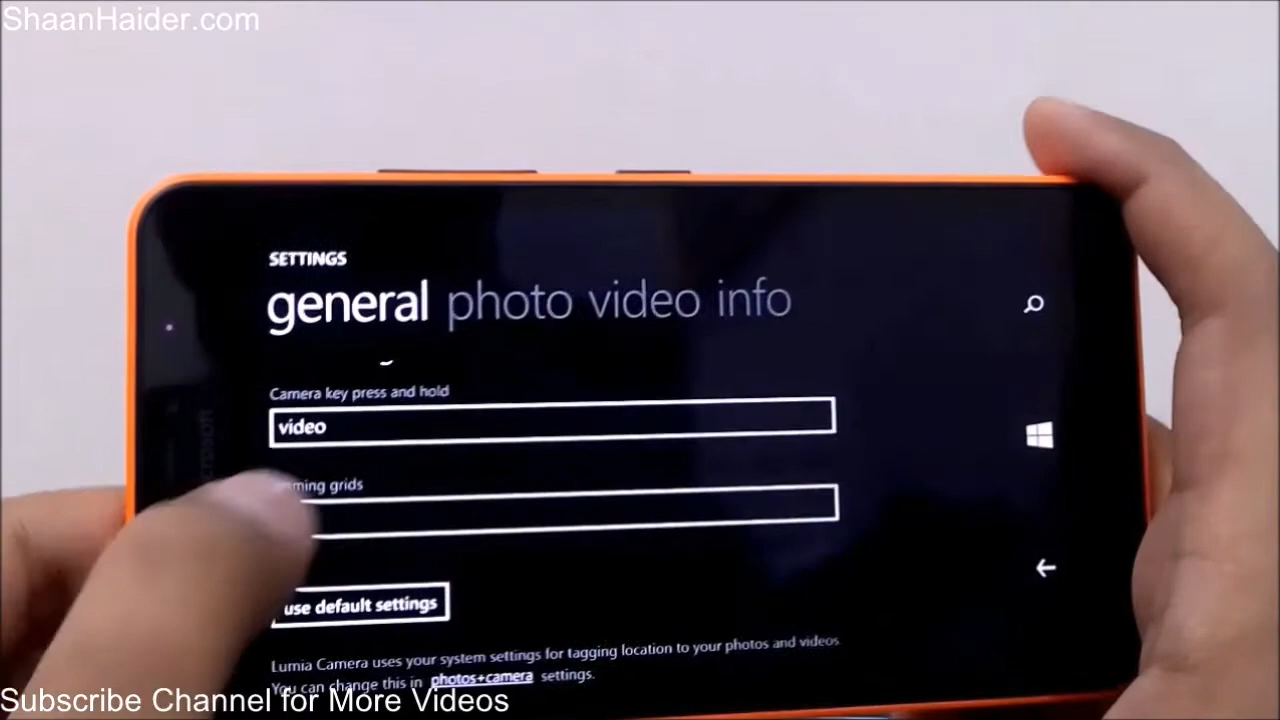 ShaanHaider.com
SETTINGS
general photo video info
Camera key press and hold
video
grids
use default settings
Lumia Camera uses your system settings for tagging location to your photos and videos
You can change this in photos+camera settings.
Subscribe Channel for More Videos